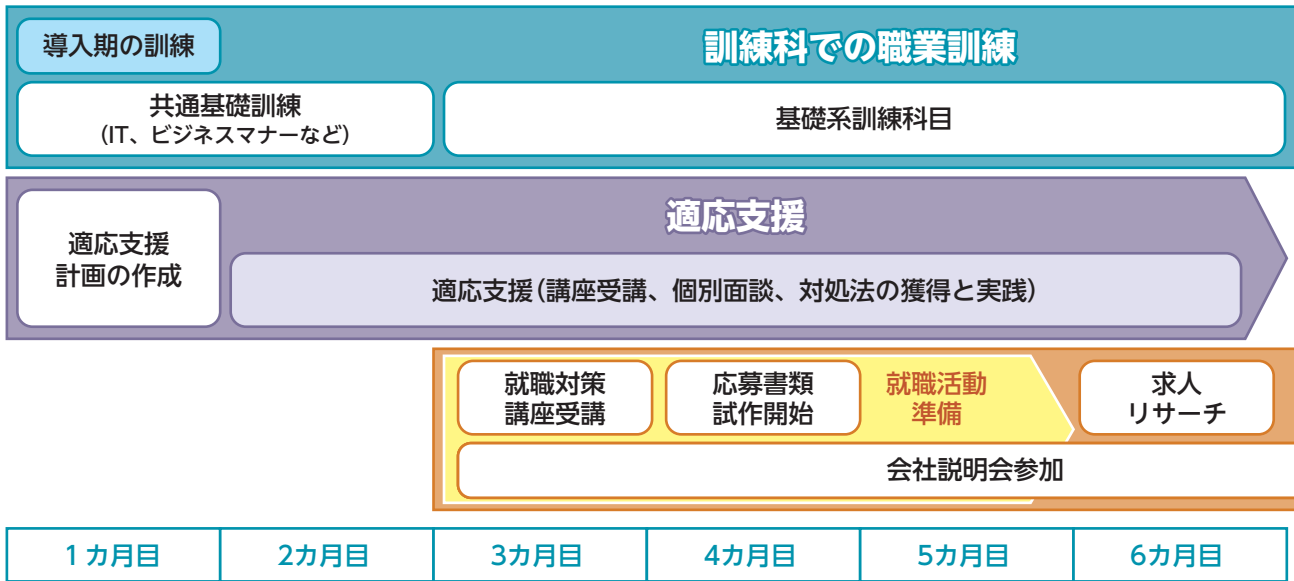 導入期の訓練
訓練科での職業訓練
共通基礎訓練
（IT、ビジネスマナーなど）
基礎系訓練科目
適応支援
計画の作成
適応支援
適応支援（講座受講、個別面談、対処法の獲得と実践）
就職対策
講座受講
応募書類
試作開始
就職活動
準備
求人
リサーチ
会社説明会参加
1カ月目
2カ月目
3カ月目
4カ月目
5カ月目
6カ月目